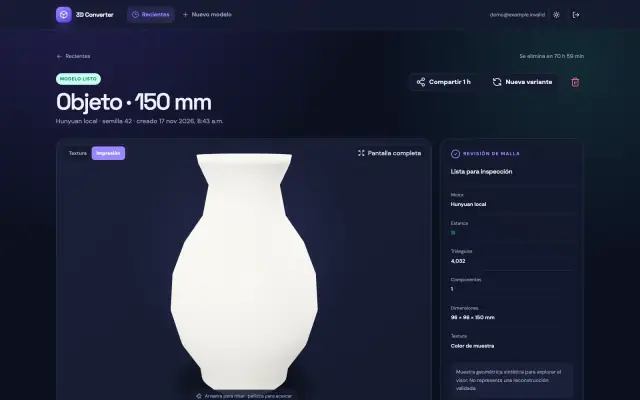 3D Converter
Recientes
Nuevo modelo
demo@example.invalid
Recientes
Se elimina en 70 h 59 min
MODELO LISTO
Compartir 1 h
Nueva variante
Objeto · 150 mm
Hunyuan local · semilla 42 · creado 17 nov 2026, 8:43 a.m.
Textura
Impresión
Pantalla completa
REVISIÓN DE MALLA
Lista para inspección
Motor
Hunyuan local
Estanca
Sí
Triángulos
4,032
Componentes
1
Dimensiones
96 × 96 × 150 mm
Textura
Color de muestra
Muestra geométrica sintética para explorar el
visor. No representa una reconstrucción
validada.
Arrastra para rotar · pellizca para acercar